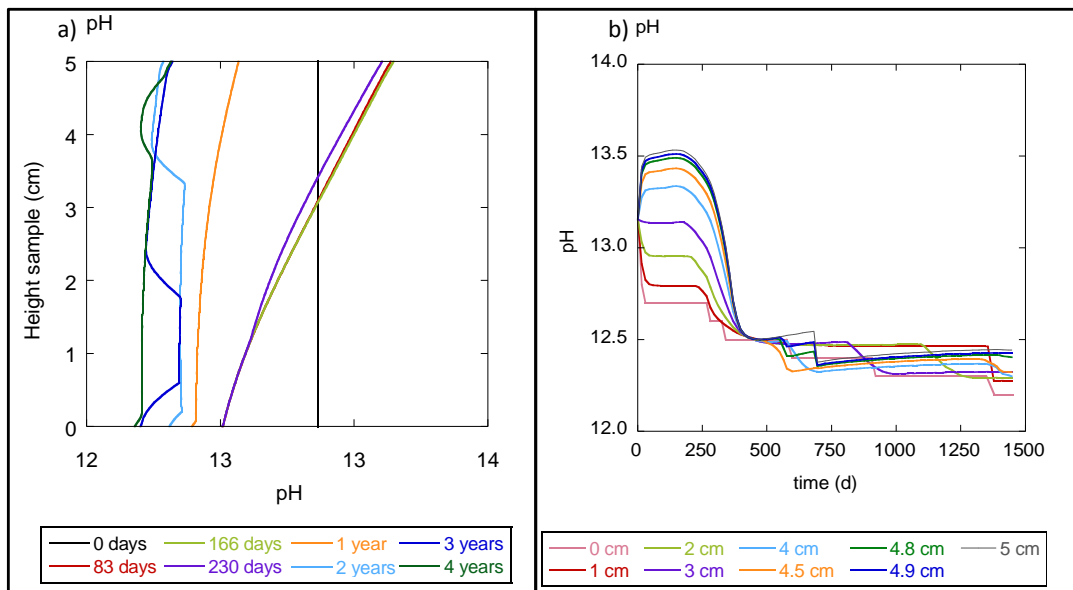 a) pH
5
4
3
2
1
0
Height sample (cm)
12 13 13 14
pH
0 days 166 days 1 year 3 years
83 days 230 days 2 years 4 years
b) pH
14.0
13.5
13.0
12.5
12.0
pH
0 250 500 750 1000 1250 1500
time (d)
0 cm 2 cm 4 cm 4.8 cm 5 cm
1 cm 3 cm 4.5 cm 4.9 cm